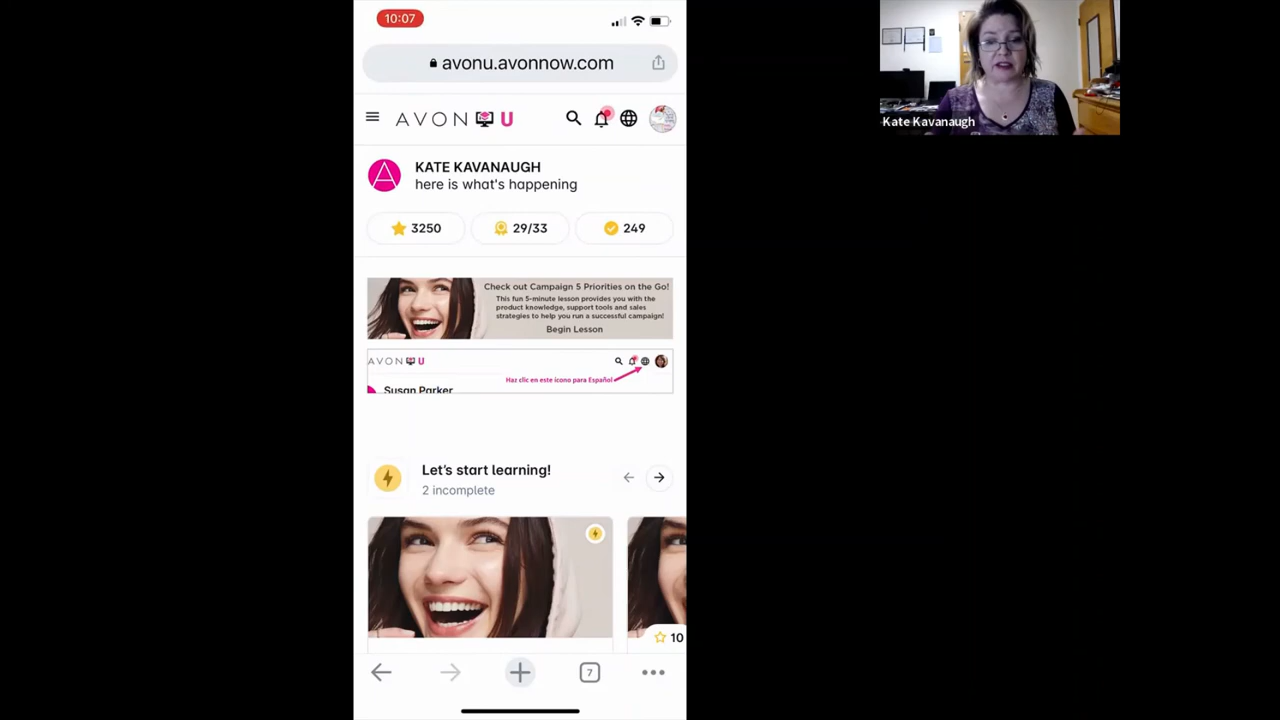 10:07
avonu.avonnow.com
AVON U
KATE KAVANAUGH
here is what's happening
3250
29/33
249
Check out Campaign 5 Priorities on the Go!
This fun 5-minute lesson provides you with the
product knowledge, support tools and sales
strategies to help you run a successful campaign!
Begin Lesson
AVON U
Haz clic en este ícono para Español
Susan Parker
Let's start learning!
2 incomplete
10
7
Kate Kavanaugh